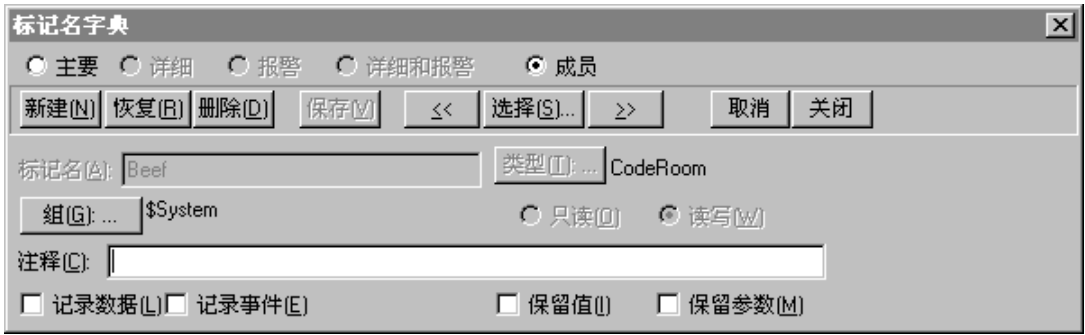 标记名字典
主要 详细 报警 详细和报警 成员
新建(N) 恢复(R) 删除(D) 保存(V) << 选择(S)... >> 取消 关闭
标记名(A): Beef 类型(T): ... CodeRoom
组(G): ... $System 只读(O) 读写(W)
注释(C):
记录数据(L) 记录事件(E) 保留值(I) 保留参数(M)